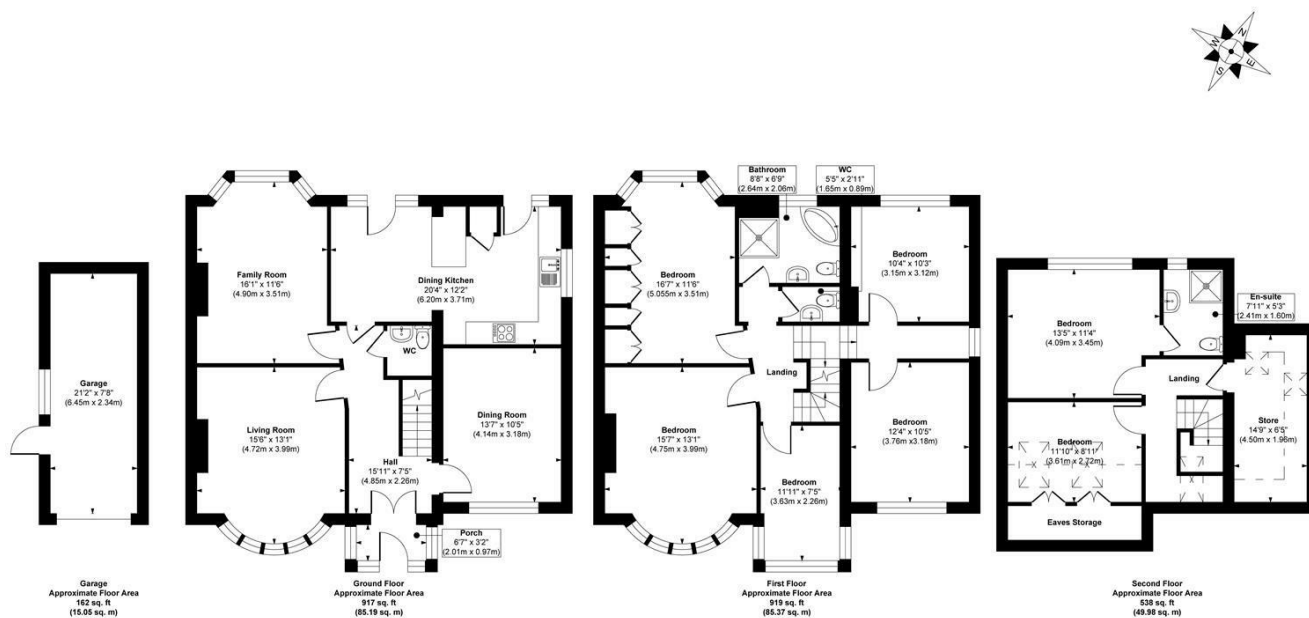 N
W
E
S
Garage
21'2" x 7'8"
(6.45m x 2.34m)
Garage
Approximate Floor Area
162 sq. ft
(15.05 sq. m)
Family Room
16'1" x 11'6"
(4.90m x 3.51m)
Dining Kitchen
20'4" x 12'2"
(6.20m x 3.71m)
WC
Living Room
15'6" x 13'1"
(4.72m x 3.99m)
Dining Room
13'7" x 10'5"
(4.14m x 3.18m)
Hall
15'11" x 7'5"
(4.85m x 2.26m)
Porch
6'7" x 3'2"
(2.01m x 0.97m)
Ground Floor
Approximate Floor Area
917 sq. ft
(85.19 sq. m)
Bathroom
8'8" x 6'9"
(2.64m x 2.06m)
WC
5'5" x 2'11"
(1.65m x 0.89m)
Bedroom
16'7" x 11'6"
(5.055m x 3.51m)
Bedroom
10'4" x 10'3"
(3.15m x 3.12m)
Landing
Bedroom
15'7" x 13'1"
(4.75m x 3.99m)
Bedroom
12'4" x 10'5"
(3.76m x3.18m)
Bedroom
11'11" x 7'5"
(3.63m x 2.26m)
First Floor
Approximate Floor Area
919 sq. ft
(85.37 sq. m)
Bedroom
13'5" x 11'4"
(4.09m x 3.45m)
En-suite
7'11" x 5'3"
(2.41m x 1.60m)
Landing
Store
14'9" x 6'5"
(4.50m x 1.96m)
Bedroom
11'10" x 8'11"
(3.61m x 2.72m)
Eaves Storage
Second Floor
Approximate Floor Area
538 sq. ft
(49.98 sq. m)